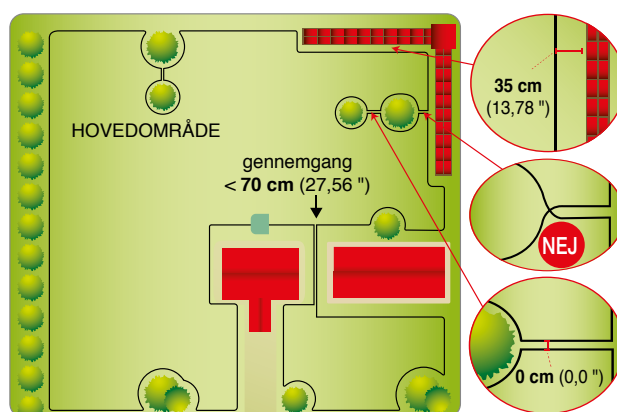 HOVEDOMRÅDE
gennemgang
< 70 cm (27,56 ")
35 cm
(13,78 ")
NEJ
0 cm (0,0 ")